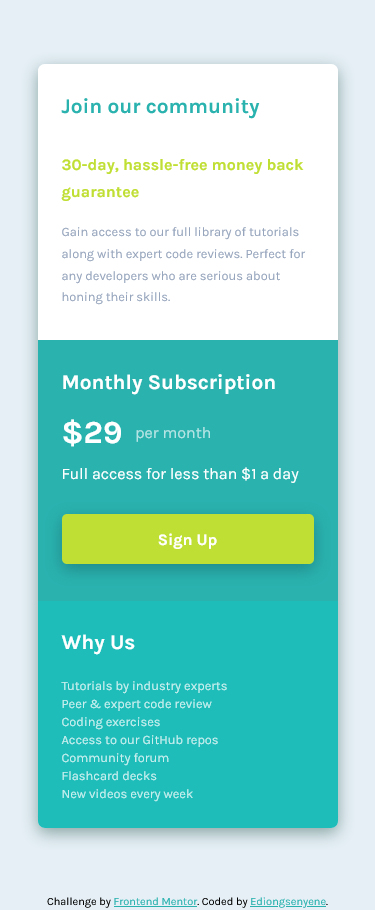 Join our community
30-day, hassle-free money back
guarantee
Gain access to our full library of tutorials
along with expert code reviews. Perfect for
any developers who are serious about
honing their skills.
Monthly Subscription
$29 per month
Full access for less than $1 a day
Sign Up
Why Us
Tutorials by industry experts
Peer & expert code review
Coding exercises
Access to our GitHub repos
Community forum
Flashcard decks
New videos every week
Challenge by Frontend Mentor. Coded by Ediongsenyene.